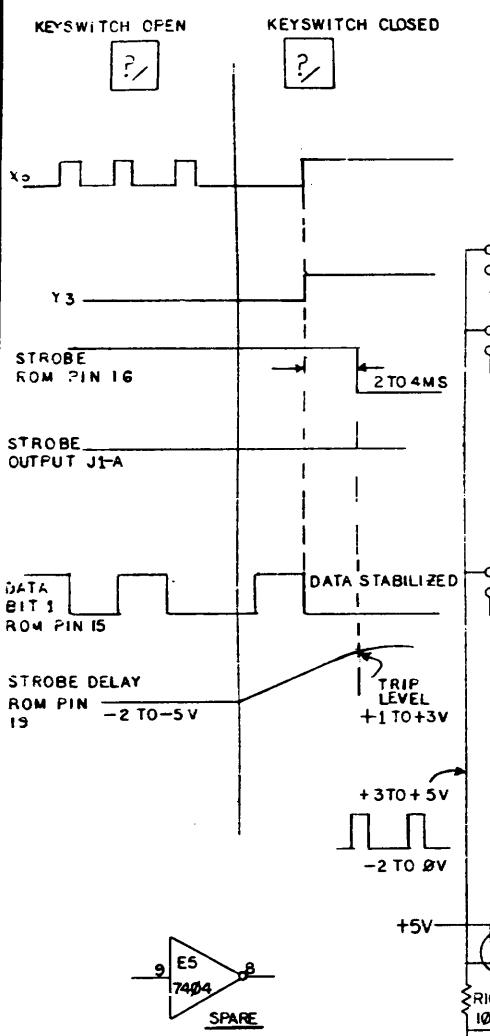 KEYSWITCH OPEN
KEYSWITCH CLOSED
?/
?/
Y3
STROBE
ROM PIN 16
2 TO 4MS
STROBE
OUTPUT J1-A
DATA
BIT 1
ROM PIN 15
DATA STABILIZED
STROBE DELAY
ROM PIN
19
-2 TO -5V
TRIP
LEVEL
+1 TO +3V
+3 TO +5V
-2 TO ØV
+5V
9
E5
74Ø4
8
SPARE